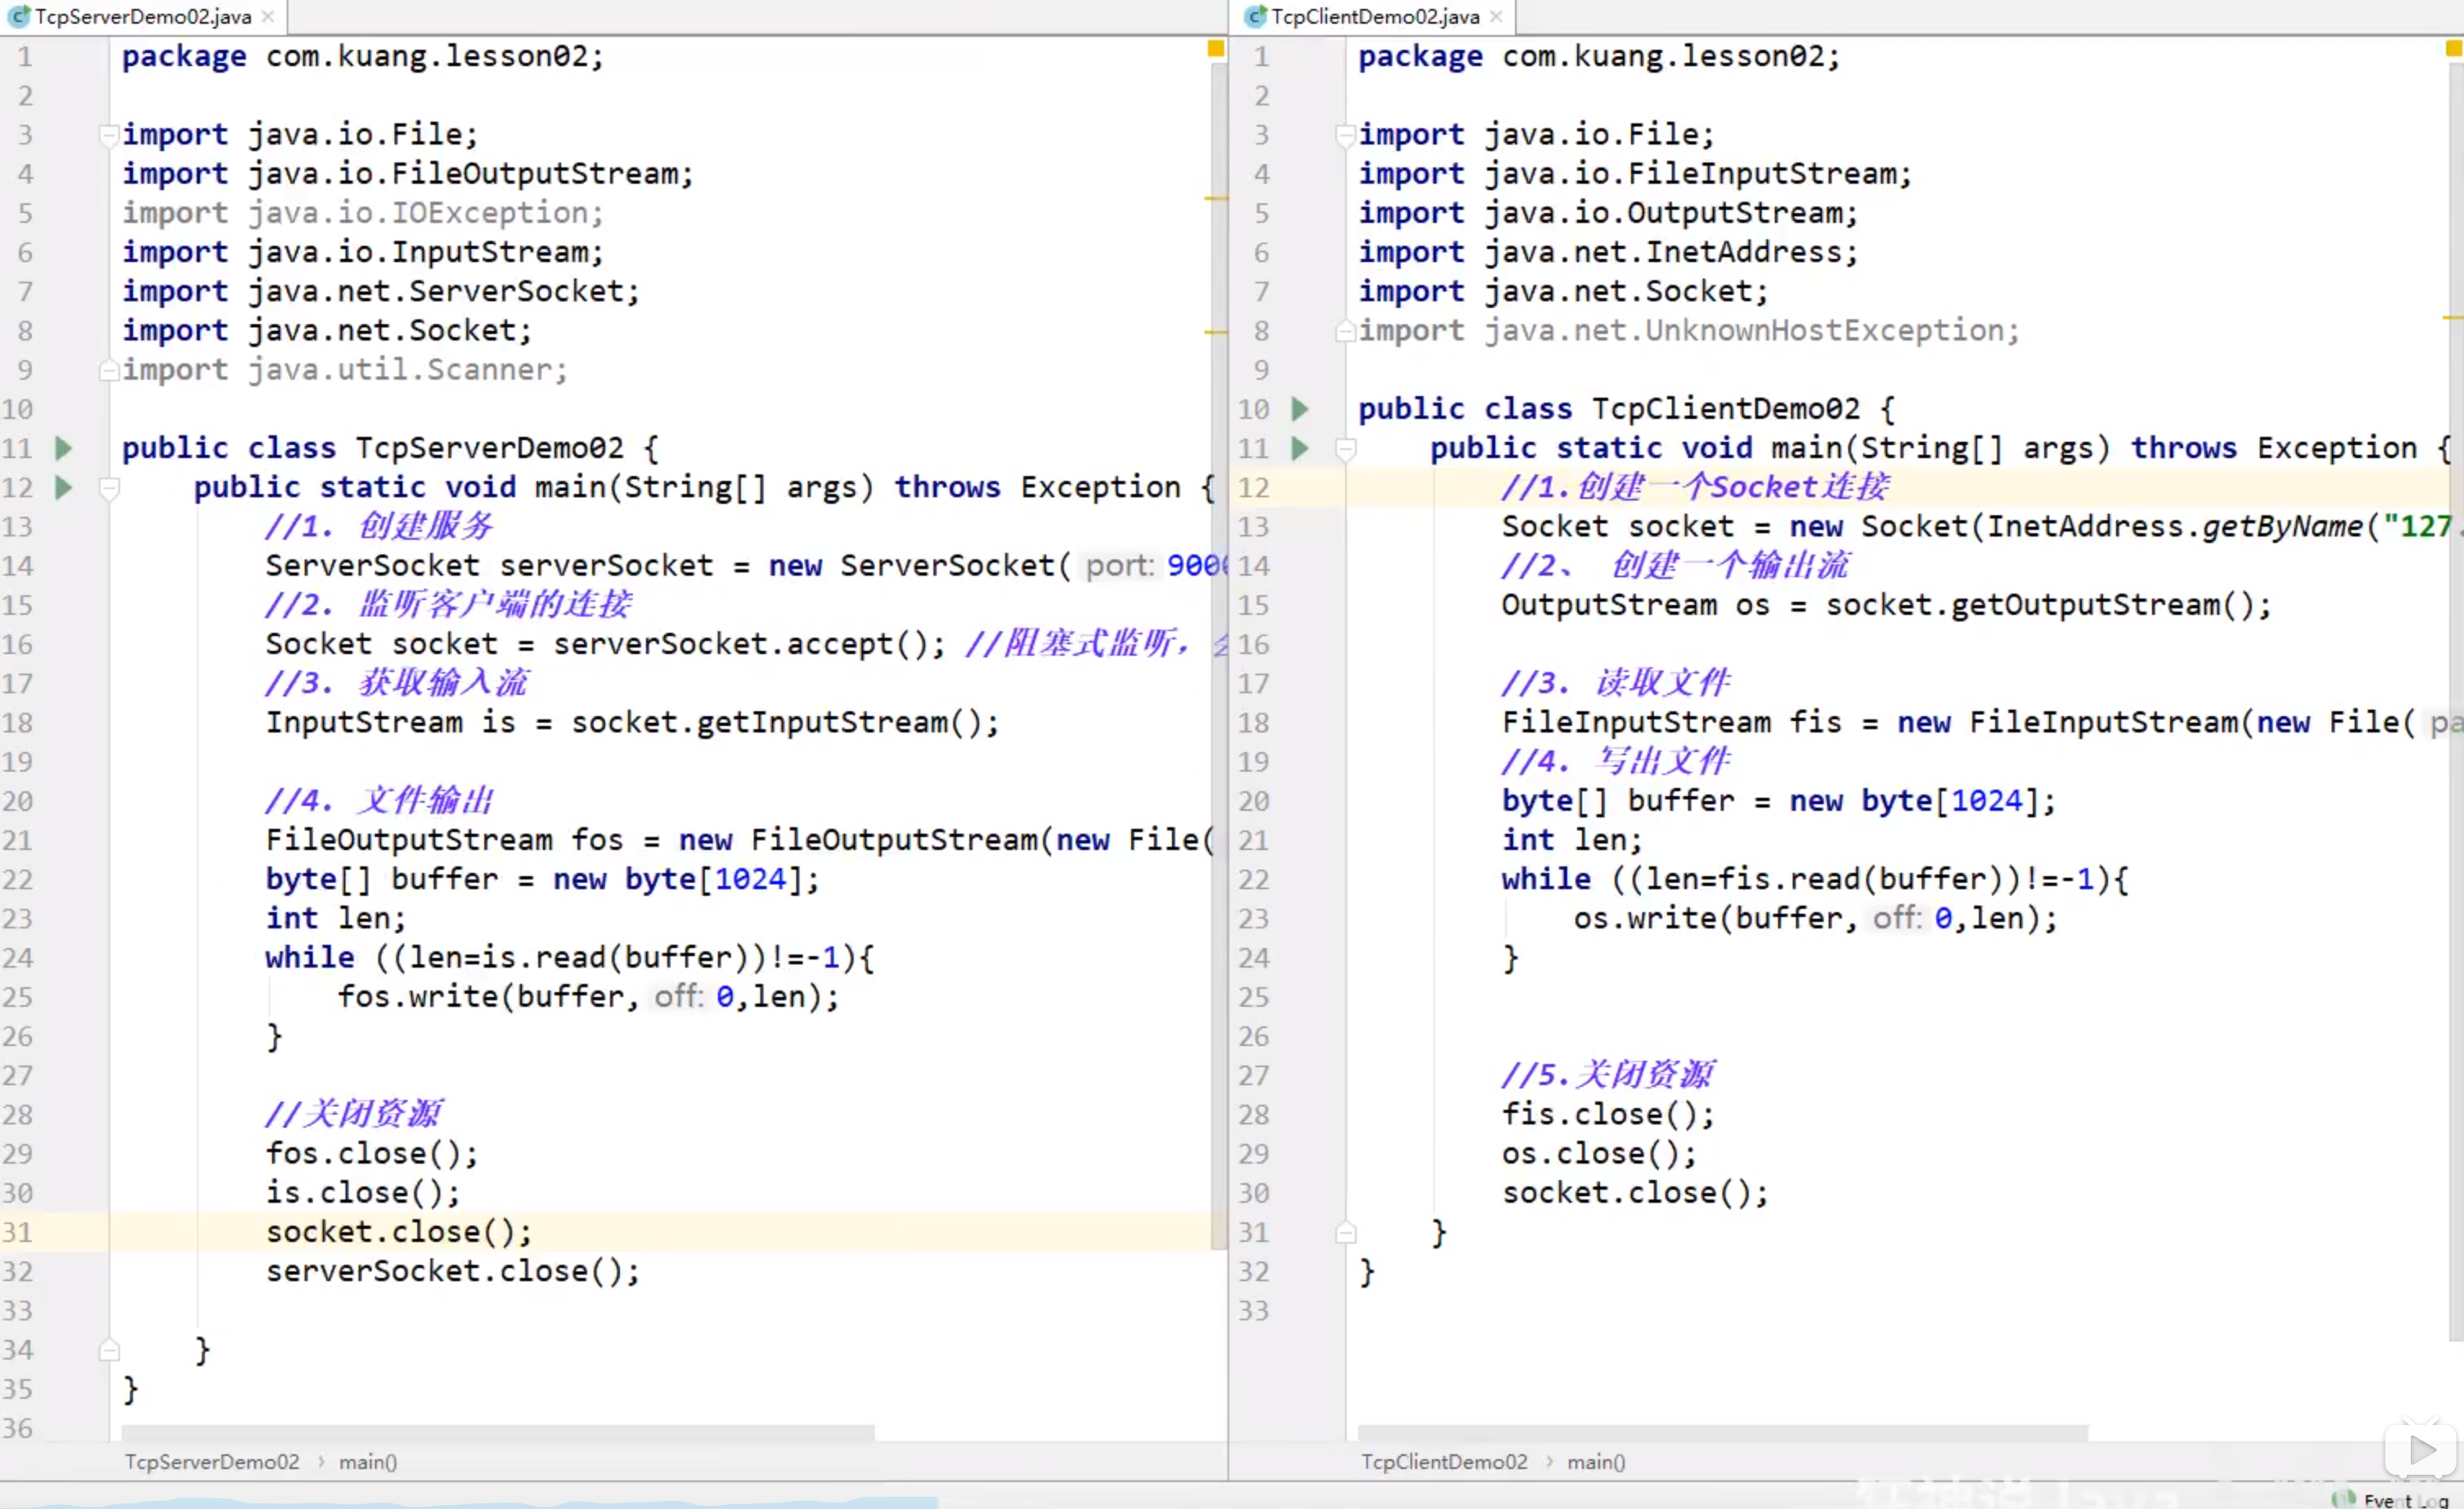 TcpServerDemo02.java
1 package com.kuang.lesson02;
2
3 import java.io.File;
4 import java.io.FileOutputStream;
5 import java.io.IOException;
6 import java.io.InputStream;
7 import java.net.ServerSocket;
8 import java.net.Socket;
9 import java.util.Scanner;
10
11 public class TcpServerDemo02 {
12 public static void main(String[] args) throws Exception {
13 //1. 创建服务
14 ServerSocket serverSocket = new ServerSocket( port: 900
15 //2. 监听客户端的连接
16 Socket socket = serverSocket.accept(); //阻塞式监听，
17 //3. 获取输入流
18 InputStream is = socket.getInputStream();
19
20 //4. 文件输出
21 FileOutputStream fos = new FileOutputStream(new File(
22 byte[] buffer = new byte[1024];
23 int len;
24 while ((len=is.read(buffer))!=-1){
25 fos.write(buffer, off: 0,len);
26 }
27
28 //关闭资源
29 fos.close();
30 is.close();
31 socket.close();
32 serverSocket.close();
33
34 }
35 }
36
TcpServerDemo02 › main()
TcpClientDemo02.java
1 package com.kuang.lesson02;
2
3 import java.io.File;
4 import java.io.FileInputStream;
5 import java.io.OutputStream;
6 import java.net.InetAddress;
7 import java.net.Socket;
8 import java.net.UnknownHostException;
9
10 public class TcpClientDemo02 {
11 public static void main(String[] args) throws Exception {
12 //1.创建一个Socket连接
13 Socket socket = new Socket(InetAddress.getByName("127.
14 //2、 创建一个输出流
15 OutputStream os = socket.getOutputStream();
16
17 //3. 读取文件
18 FileInputStream fis = new FileInputStream(new File( pa
19 //4. 写出文件
20 byte[] buffer = new byte[1024];
21 int len;
22 while ((len=fis.read(buffer))!=-1){
23 os.write(buffer, off: 0,len);
24 }
25
26
27 //5.关闭资源
28 fis.close();
29 os.close();
30 socket.close();
31 }
32 }
33
TcpClientDemo02 › main()
Event Log